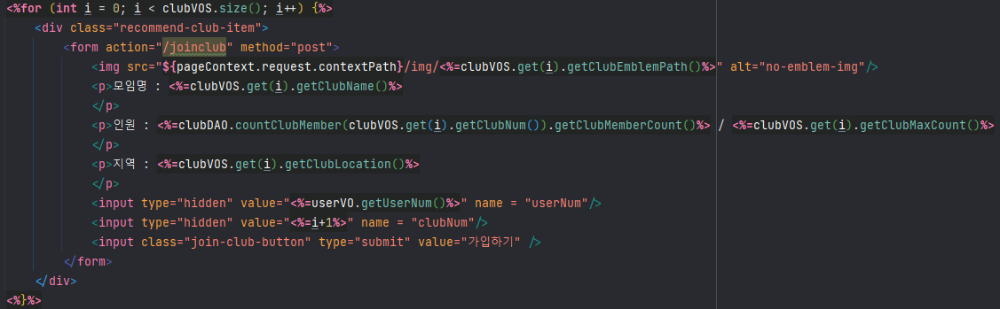 <%for (int i = 0; i < clubVOS.size(); i++) {%>
<div class="recommend-club-item">
<form action="/joinclub" method="post">
<img src="${pageContext.request.contextPath}/img/<%=clubVOS.get(i).getClubEmblemPath()%>" alt="no-emblem-img"/>
<p>모임명 : <%=clubVOS.get(i).getClubName()%>
</p>
<p>인원 : <%=clubDAO.countClubMember(clubVOS.get(i).getClubNum()).getClubMemberCount()%> / <%=clubVOS.get(i).getClubMaxCount()%>
</p>
<p>지역 : <%=clubVOS.get(i).getClubLocation()%>
</p>
<input type="hidden" value="<%=userVO.getUserNum()%>" name = "userNum"/>
<input type="hidden" value="<%=i+1%>" name = "clubNum"/>
<input class="join-club-button" type="submit" value="가입하기" />
</form>
</div>
<%}%>